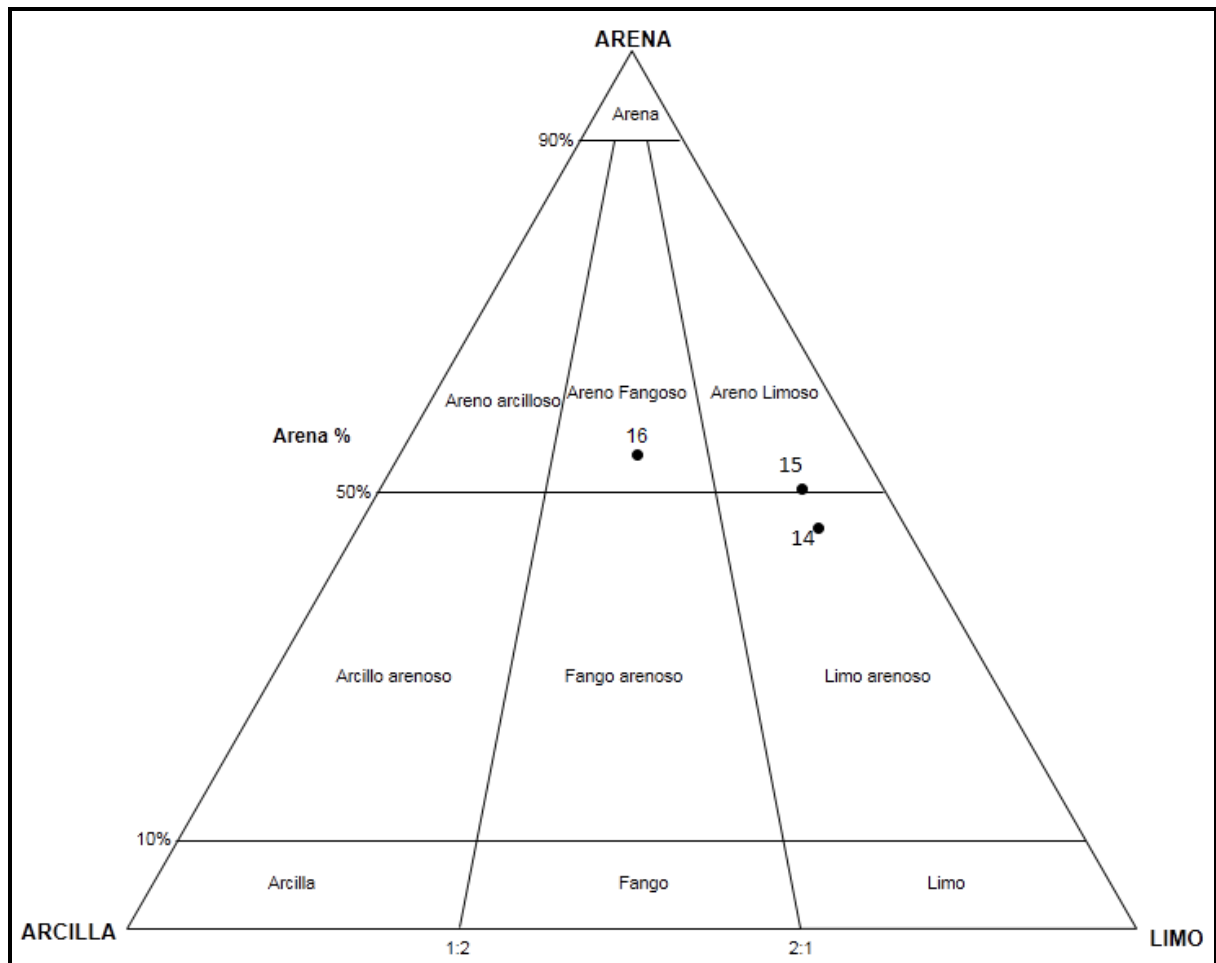 ARENA
Arena
90%
Areno arcilloso
Areno Fangoso
Areno Limoso
Arena %
16
15
50%
14
Arcillo arenoso
Fango arenoso
Limo arenoso
10%
Arcilla
Fango
Limo
ARCILLA
LIMO
1:2
2:1